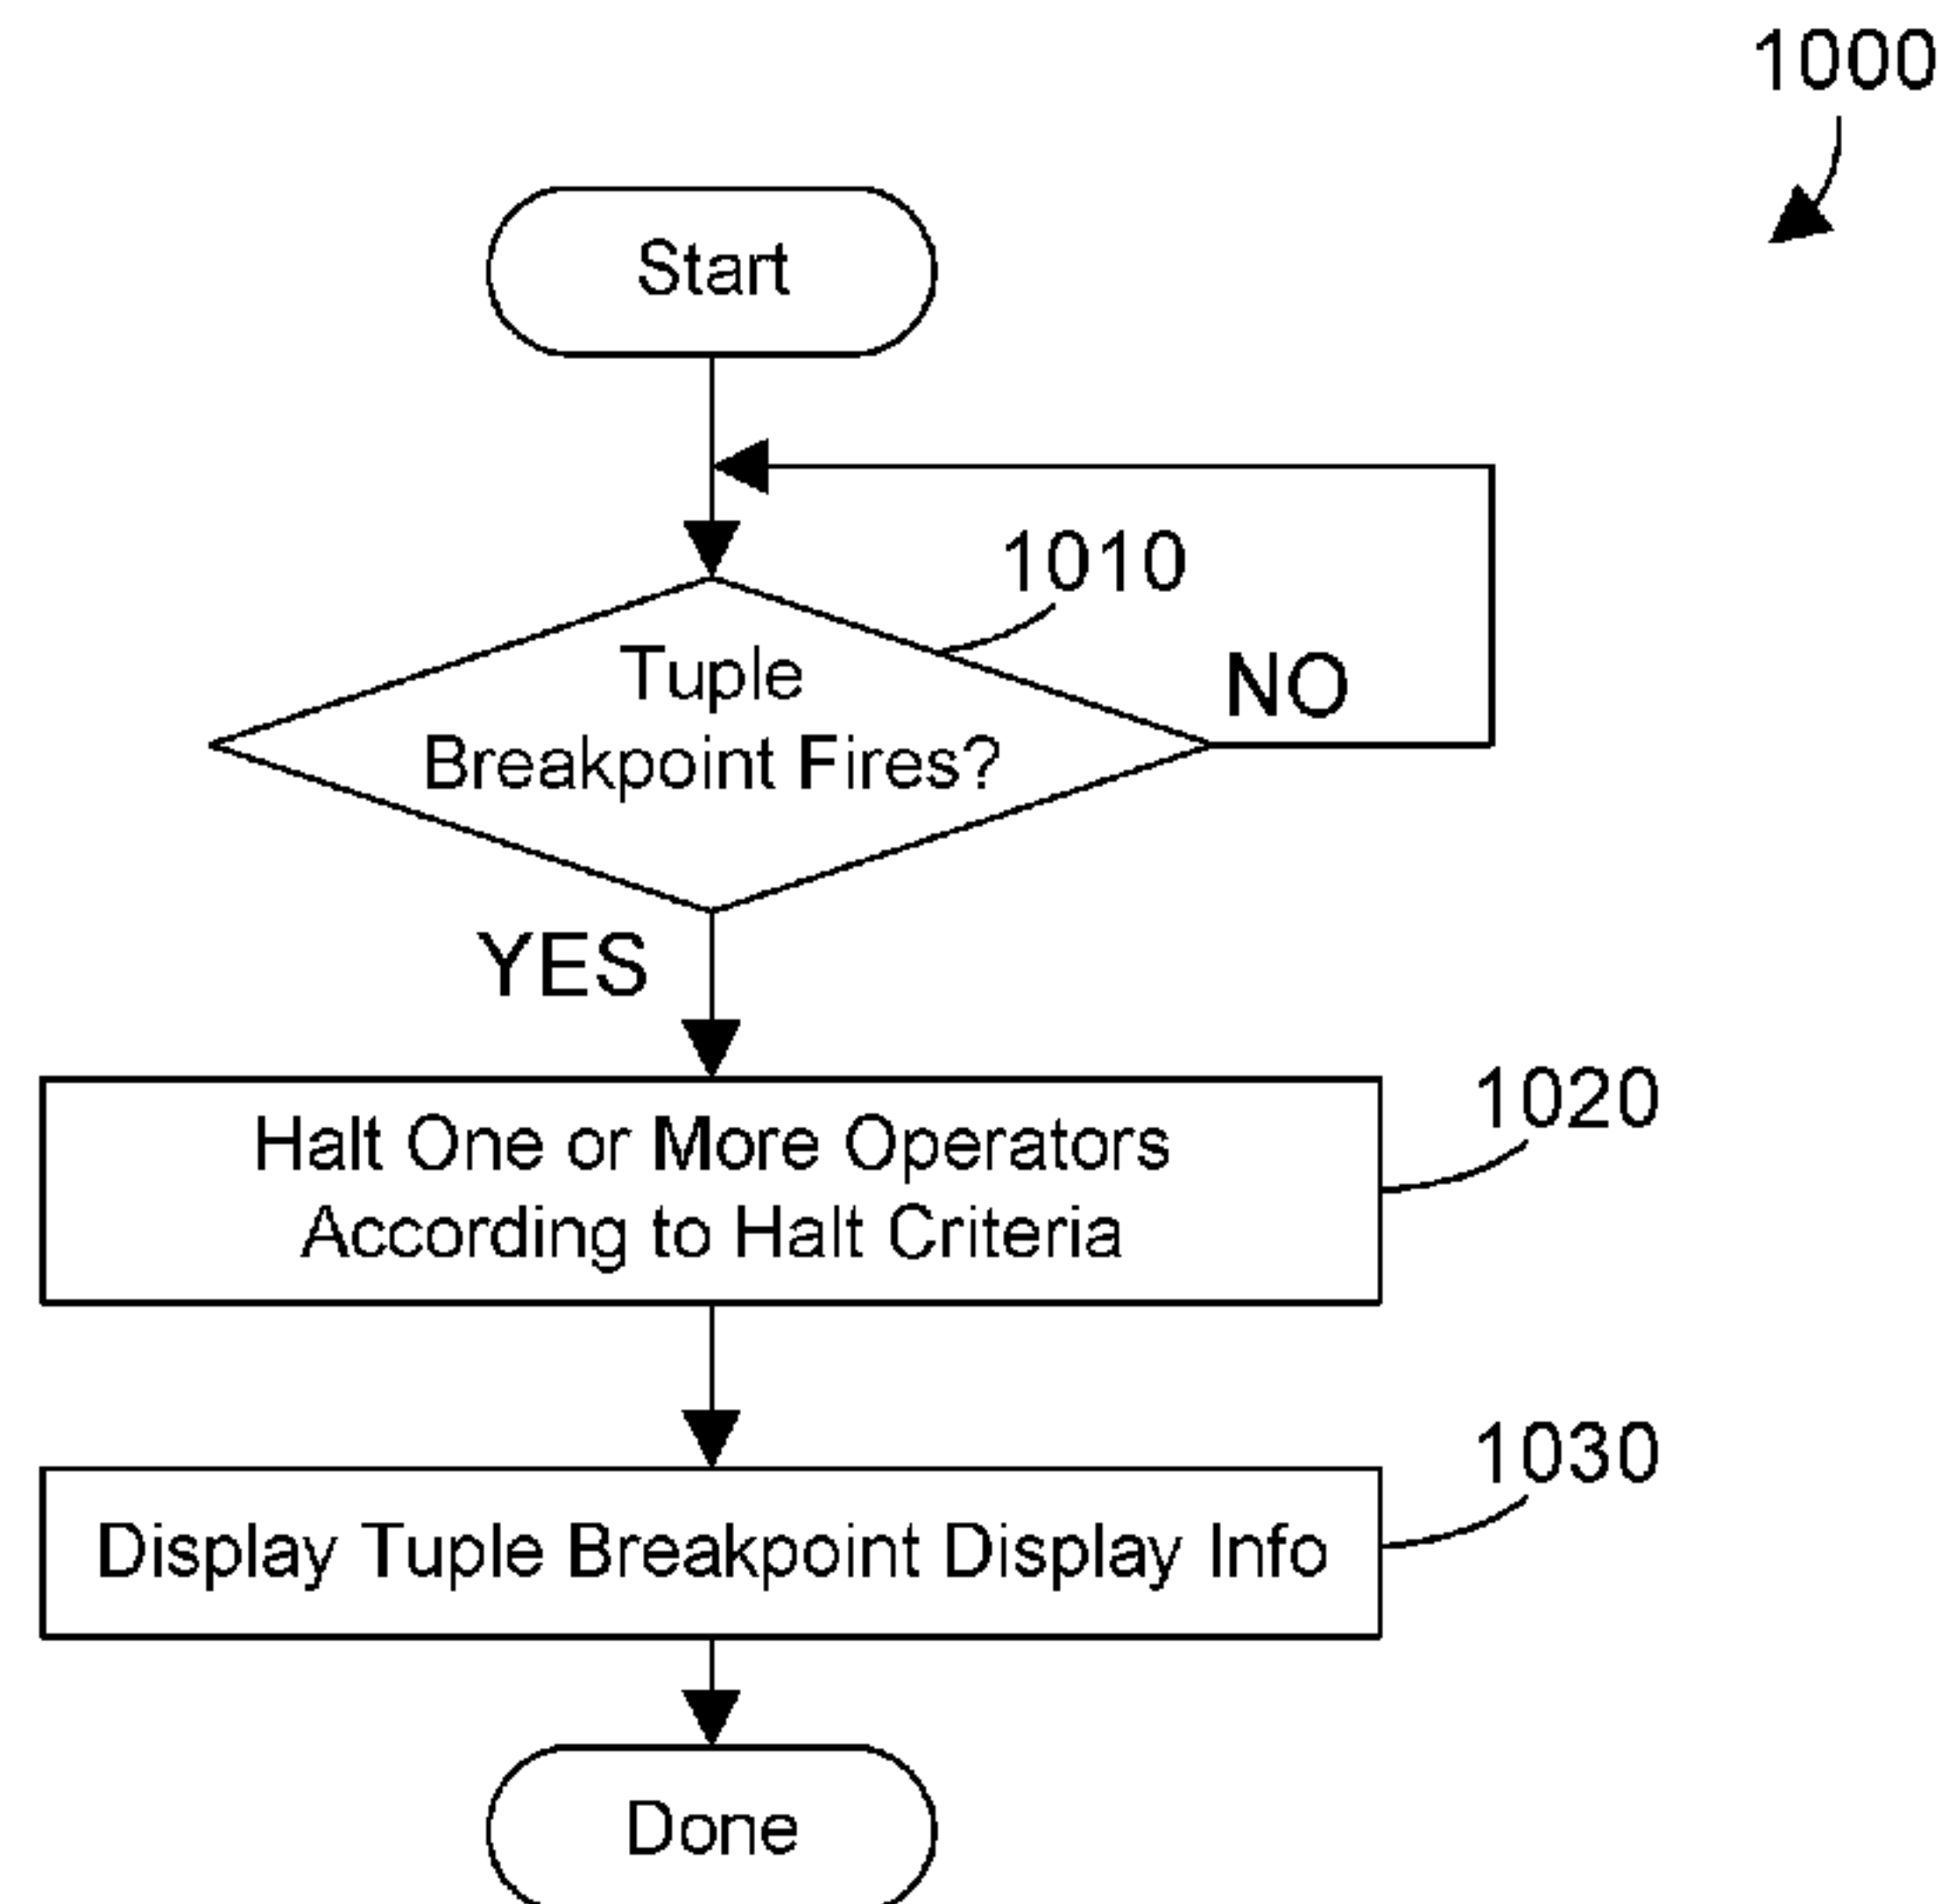 1000
Start
1010
Tuple
Breakpoint Fires?
NO
YES
Halt One or More Operators
According to Halt Criteria
1020
Display Tuple Breakpoint Display Info
1030
Done